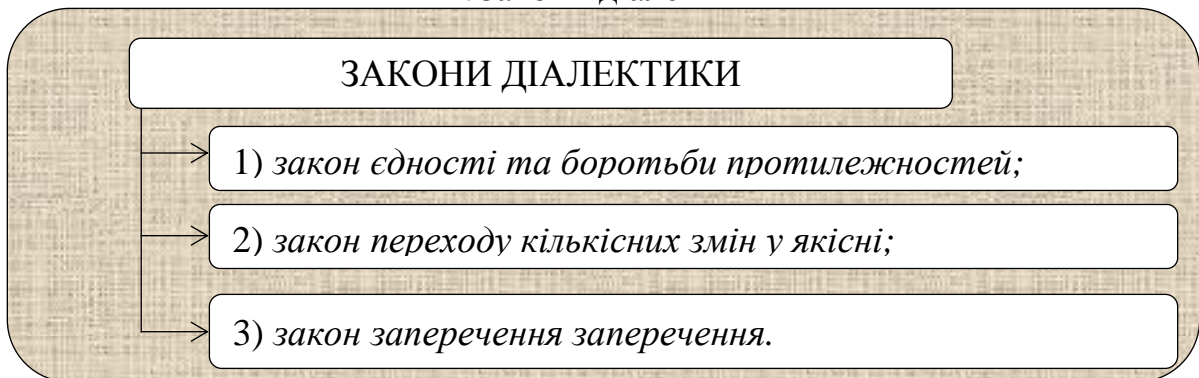 ЗАКОНИ ДІАЛЕКТИКИ
1) закон єдності та боротьби протилежностей;
2) закон переходу кількісних змін у якісні;
3) закон заперечення заперечення.